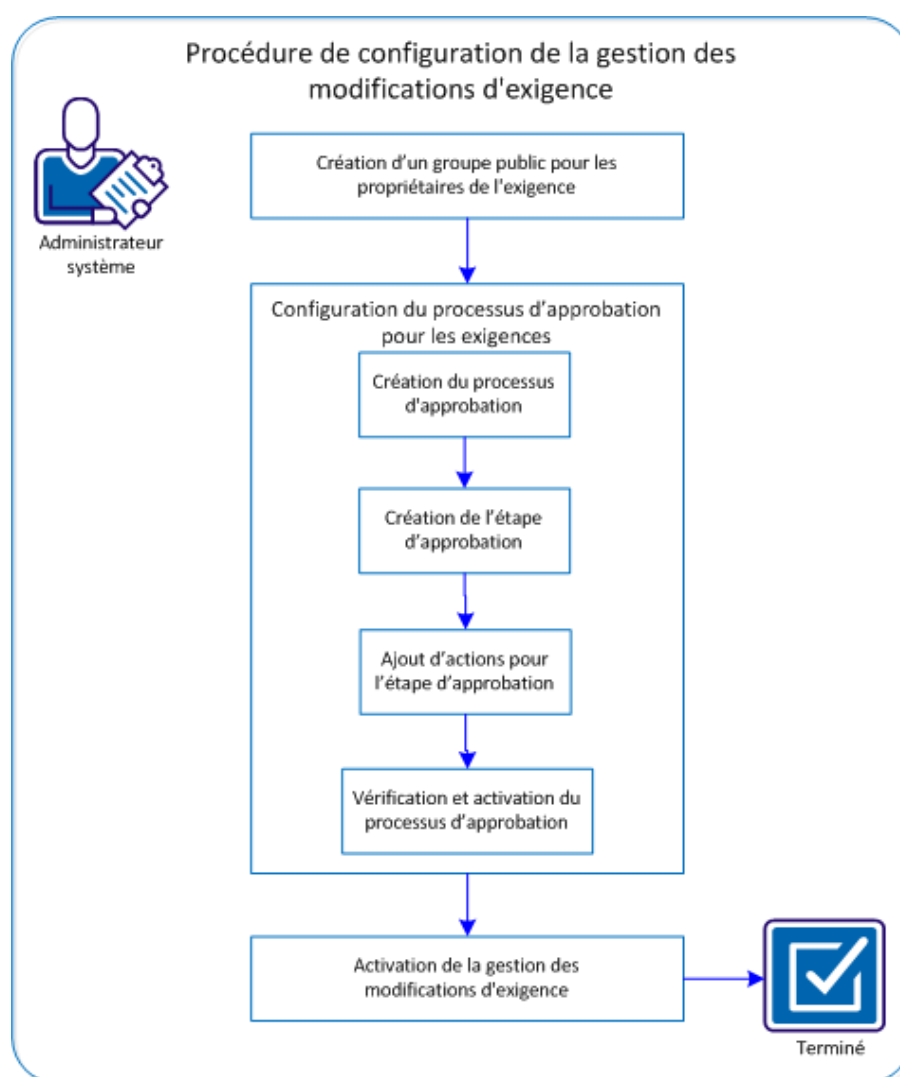 Procédure de configuration de la gestion des
modifications d'exigence
Administrateur
système
Création d’un groupe public pour les
propriétaires de l'exigence
Configuration du processus d’approbation
pour les exigences
Création du processus
d'approbation
Création de l’étape
d’approbation
Ajout d’actions pour
l’étape d’approbation
Vérification et activation du
processus d’approbation
Activation de la gestion des
modifications d'exigence
Terminé